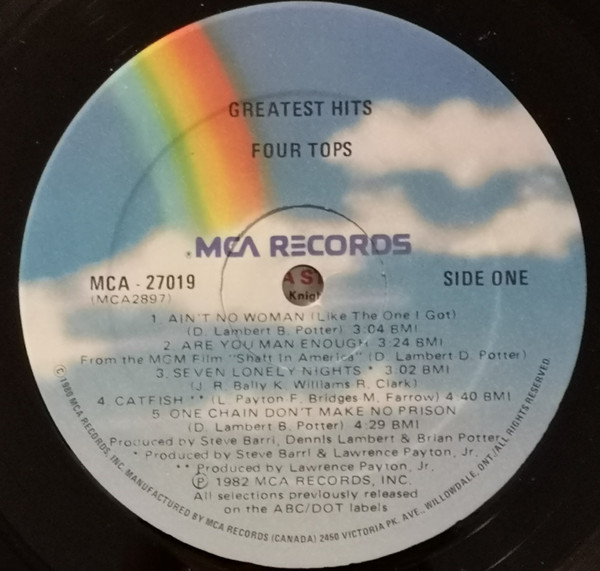 GREATEST HITS
FOUR TOPS
MCA RECORDS
MCA - 27019
(MCA2897)
SIDE ONE
Knigh
1. AIN'T NO WOMAN (Like The One I Got)
(D. Lambert B. Potter) 3:04 BMI
2. ARE YOU MAN ENOUGH 3:24 BMI
From the MGM Film "Shaft In America" (D. Lambert D. Potter)
3. SEVEN LONELY NIGHTS * 3:02 BMI
(J. R. Bally K. Williams R. Clark)
4. CATFISH ** (L. Payton F. Bridges M. Farrow) 4:40 BMI
5. ONE CHAIN DON'T MAKE NO PRISON
(D. Lambert B. Potter) 4:29 BMI
Produced by Steve Barri, Dennis Lambert & Brian Potter
* Produced by Steve Barri & Lawrence Payton, Jr.
** Produced by Lawrence Payton, Jr.
Ⓟ 1982 MCA RECORDS, INC.
All selections previously released
on the ABC/DOT labels
© 1980 MCA RECORDS, INC. MANUFACTURED BY MCA RECORDS (CANADA) 2450 VICTORIA PK. AVE., WILLOWDALE, ONT./ALL RIGHTS RESERVED